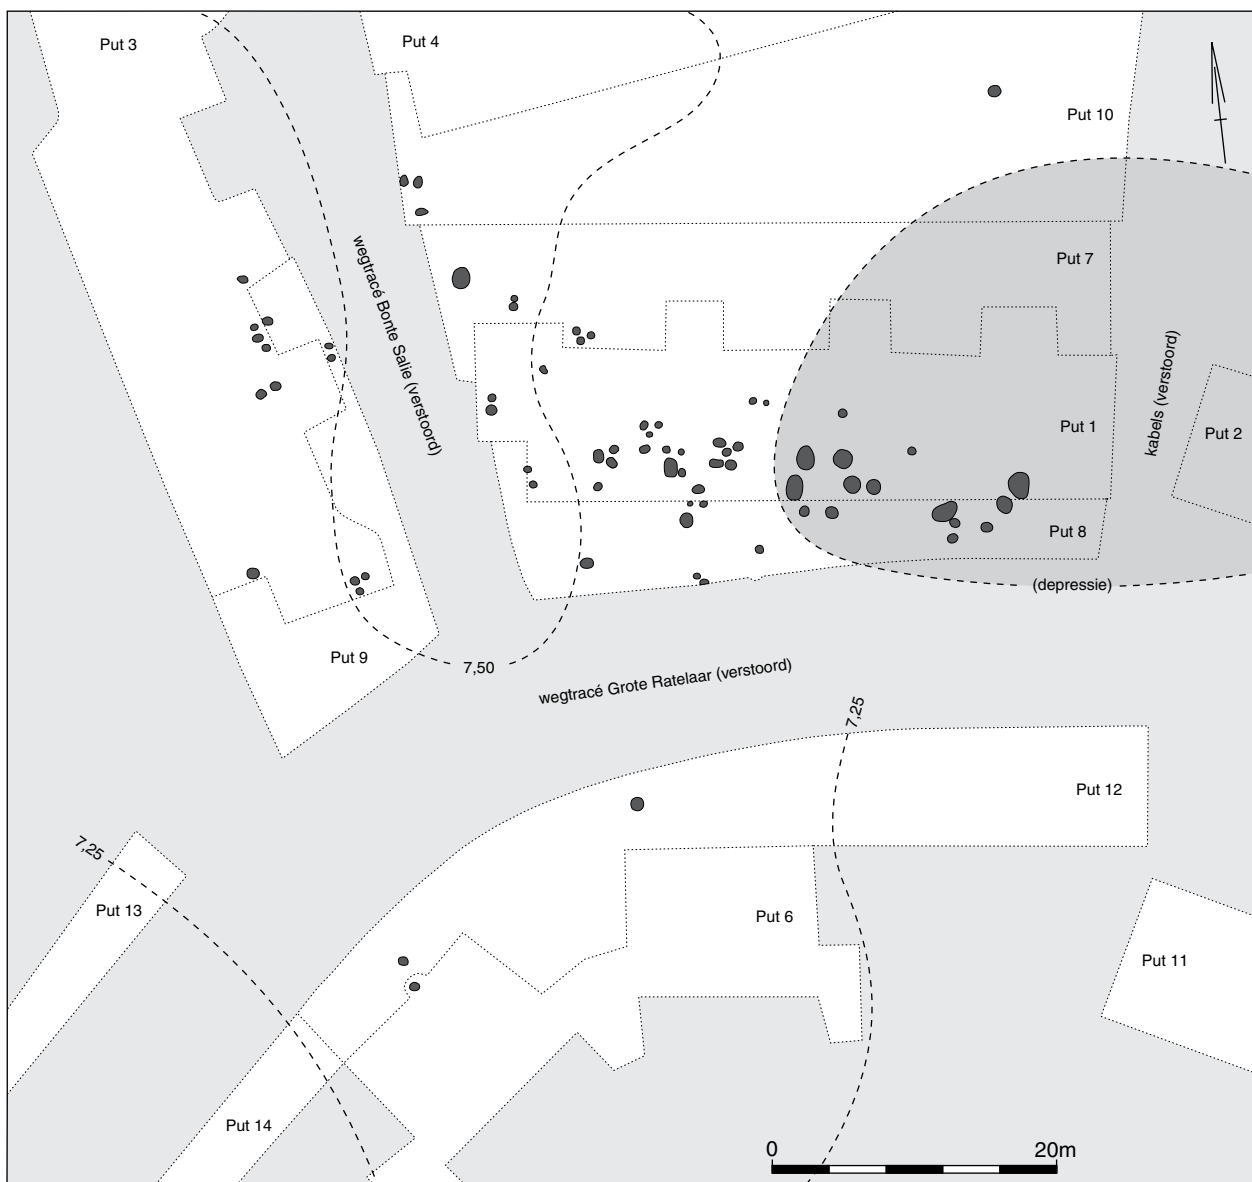 Put 3
Put 4
Put 10
Put 7
wegtracé Bonte Salie (verstoord)
kabels (verstoord)
Put 1
Put 2
Put 8
(depressie)
Put 9
7,50
wegtracé Grote Ratelaar (verstoord)
7,25
Put 12
7,25
Put 13
Put 6
Put 11
Put 14
0 20m